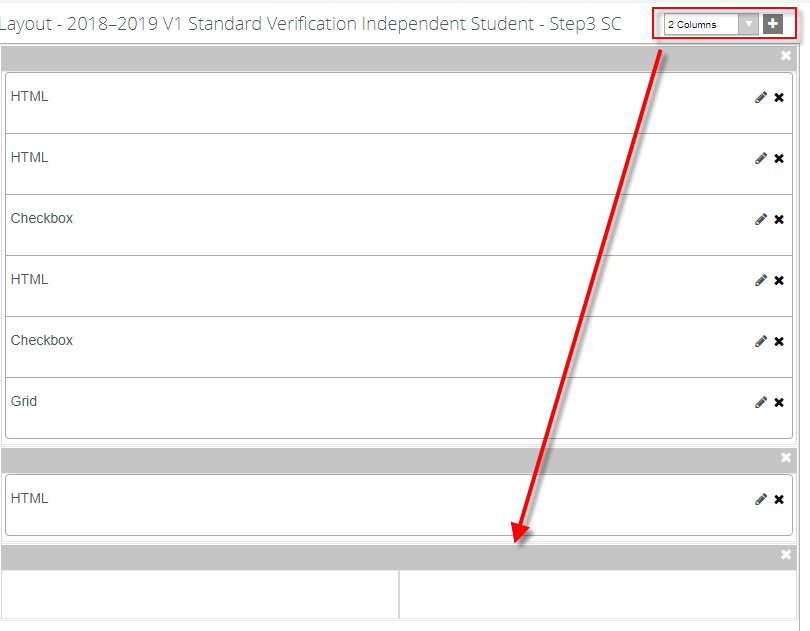 Layout - 2018–2019 V1 Standard Verification Independent Student - Step3 SC
2 Columns
HTML
HTML
Checkbox
HTML
Checkbox
Grid
HTML